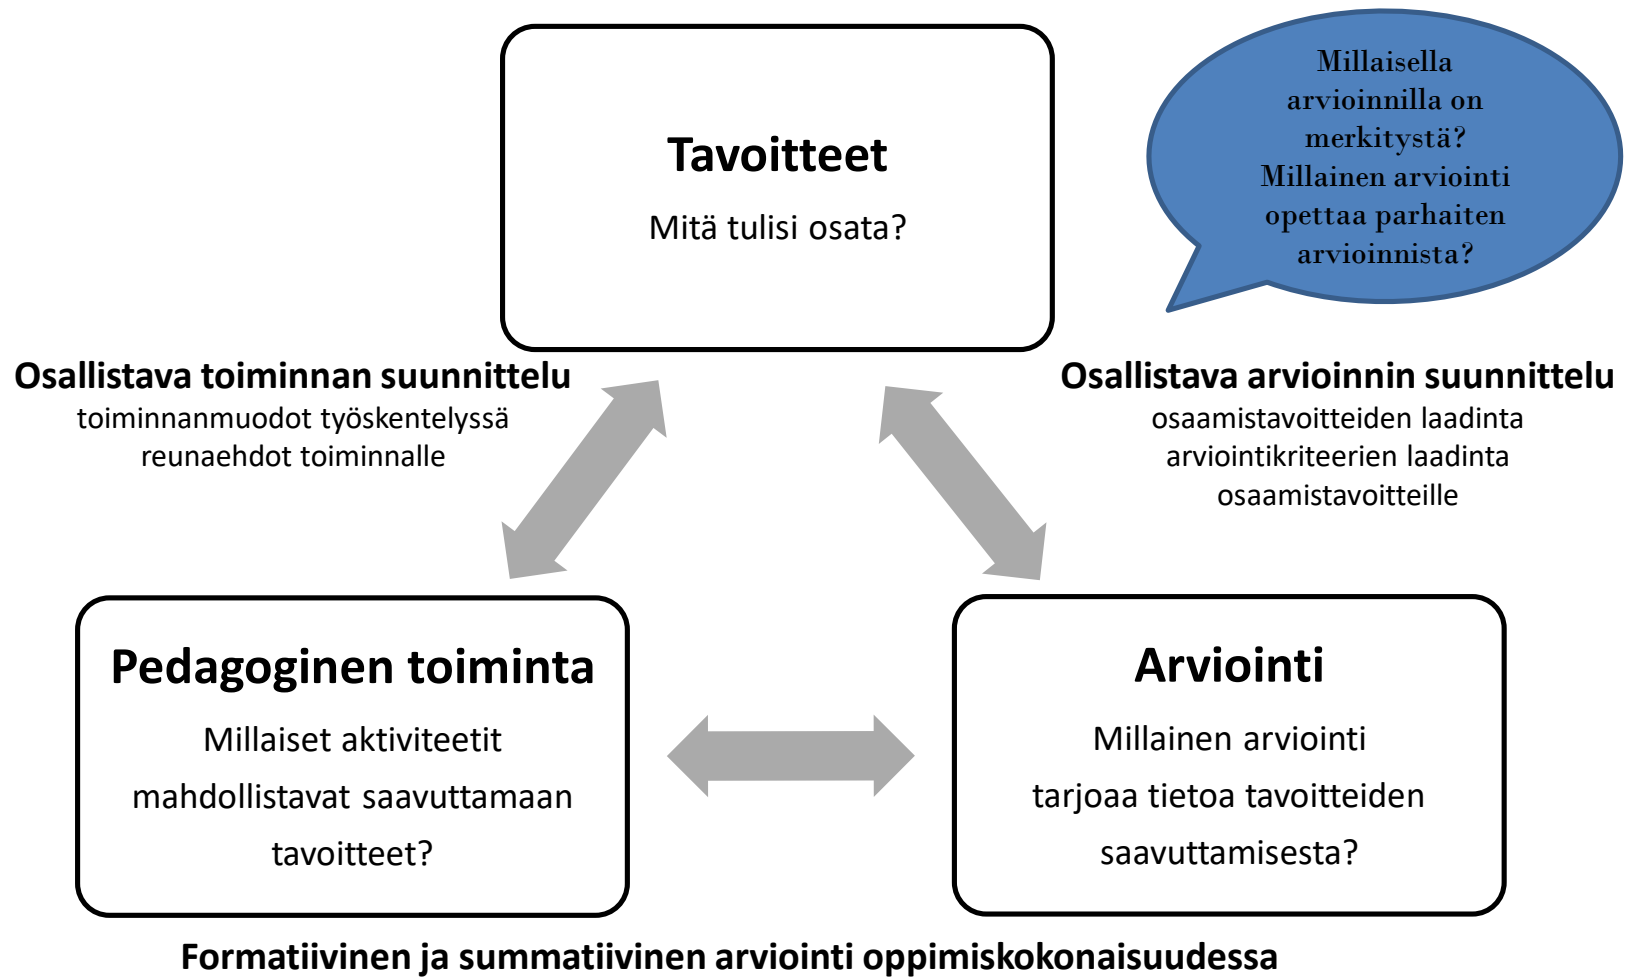 Tavoitteet
Mitä tulisi osata?
Millaisella
arvioinnilla on
merkitystä?
Millainen arviointi
opettaa parhaiten
arvioinnista?
Osallistava toiminnan suunnittelu
toiminnanmuodot työskentelyssä
reunaehdot toiminnalle
Osallistava arvioinnin suunnittelu
osaamistavoitteiden laadinta
arviointikriteerien laadinta
osaamistavoitteille
Pedagoginen toiminta
Millaiset aktiviteetit
mahdollistavat saavuttamaan
tavoitteet?
Arviointi
Millainen arviointi
tarjoaa tietoa tavoitteiden
saavuttamisesta?
Formatiivinen ja summatiivinen arviointi oppimiskokonaisuudessa